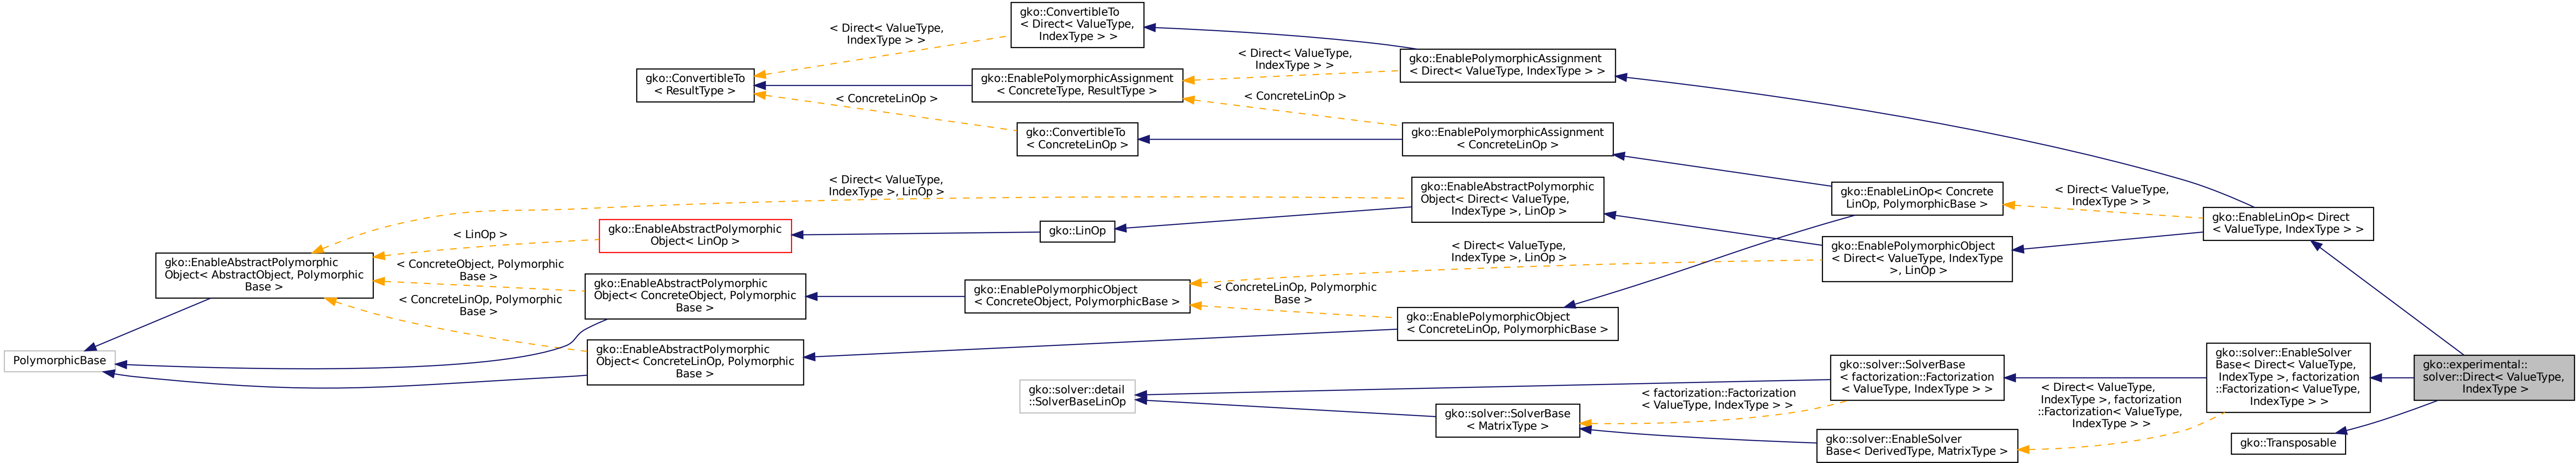 gko::ConvertibleTo
< Direct< ValueType,
IndexType > >
< Direct< ValueType,
IndexType > >
gko::ConvertibleTo
< ResultType >
gko::EnablePolymorphicAssignment
< ConcreteType, ResultType >
< Direct< ValueType,
IndexType > >
gko::EnablePolymorphicAssignment
< Direct< ValueType, IndexType > >
< ConcreteLinOp >
< ConcreteLinOp >
gko::ConvertibleTo
< ConcreteLinOp >
gko::EnablePolymorphicAssignment
< ConcreteLinOp >
< Direct< ValueType,
IndexType >, LinOp >
gko::EnableAbstractPolymorphic
Object< Direct< ValueType,
IndexType >, LinOp >
gko::EnableLinOp< Concrete
LinOp, PolymorphicBase >
< Direct< ValueType,
IndexType > >
gko::EnableLinOp< Direct
< ValueType, IndexType > >
< LinOp >
gko::EnableAbstractPolymorphic
Object< LinOp >
gko::LinOp
gko::EnablePolymorphicObject
< Direct< ValueType, IndexType
>, LinOp >
gko::EnableAbstractPolymorphic
Object< AbstractObject, Polymorphic
Base >
< ConcreteObject, Polymorphic
Base >
gko::EnableAbstractPolymorphic
Object< ConcreteObject, Polymorphic
Base >
gko::EnablePolymorphicObject
< ConcreteObject, PolymorphicBase >
< Direct< ValueType,
IndexType >, LinOp >
< ConcreteLinOp, Polymorphic
Base >
gko::EnablePolymorphicObject
< ConcreteLinOp, PolymorphicBase >
< ConcreteLinOp, Polymorphic
Base >
PolymorphicBase
gko::EnableAbstractPolymorphic
Object< ConcreteLinOp, Polymorphic
Base >
gko::solver::detail
::SolverBaseLinOp
gko::solver::SolverBase
< factorization::Factorization
< ValueType, IndexType > >
gko::solver::EnableSolver
Base< Direct< ValueType,
IndexType >, factorization
::Factorization< ValueType,
IndexType > >
gko::experimental::
solver::Direct< ValueType,
IndexType >
< factorization::Factorization
< ValueType, IndexType > >
gko::solver::SolverBase
< MatrixType >
< Direct< ValueType,
IndexType >, factorization
::Factorization< ValueType,
IndexType > >
gko::solver::EnableSolver
Base< DerivedType, MatrixType >
gko::Transposable